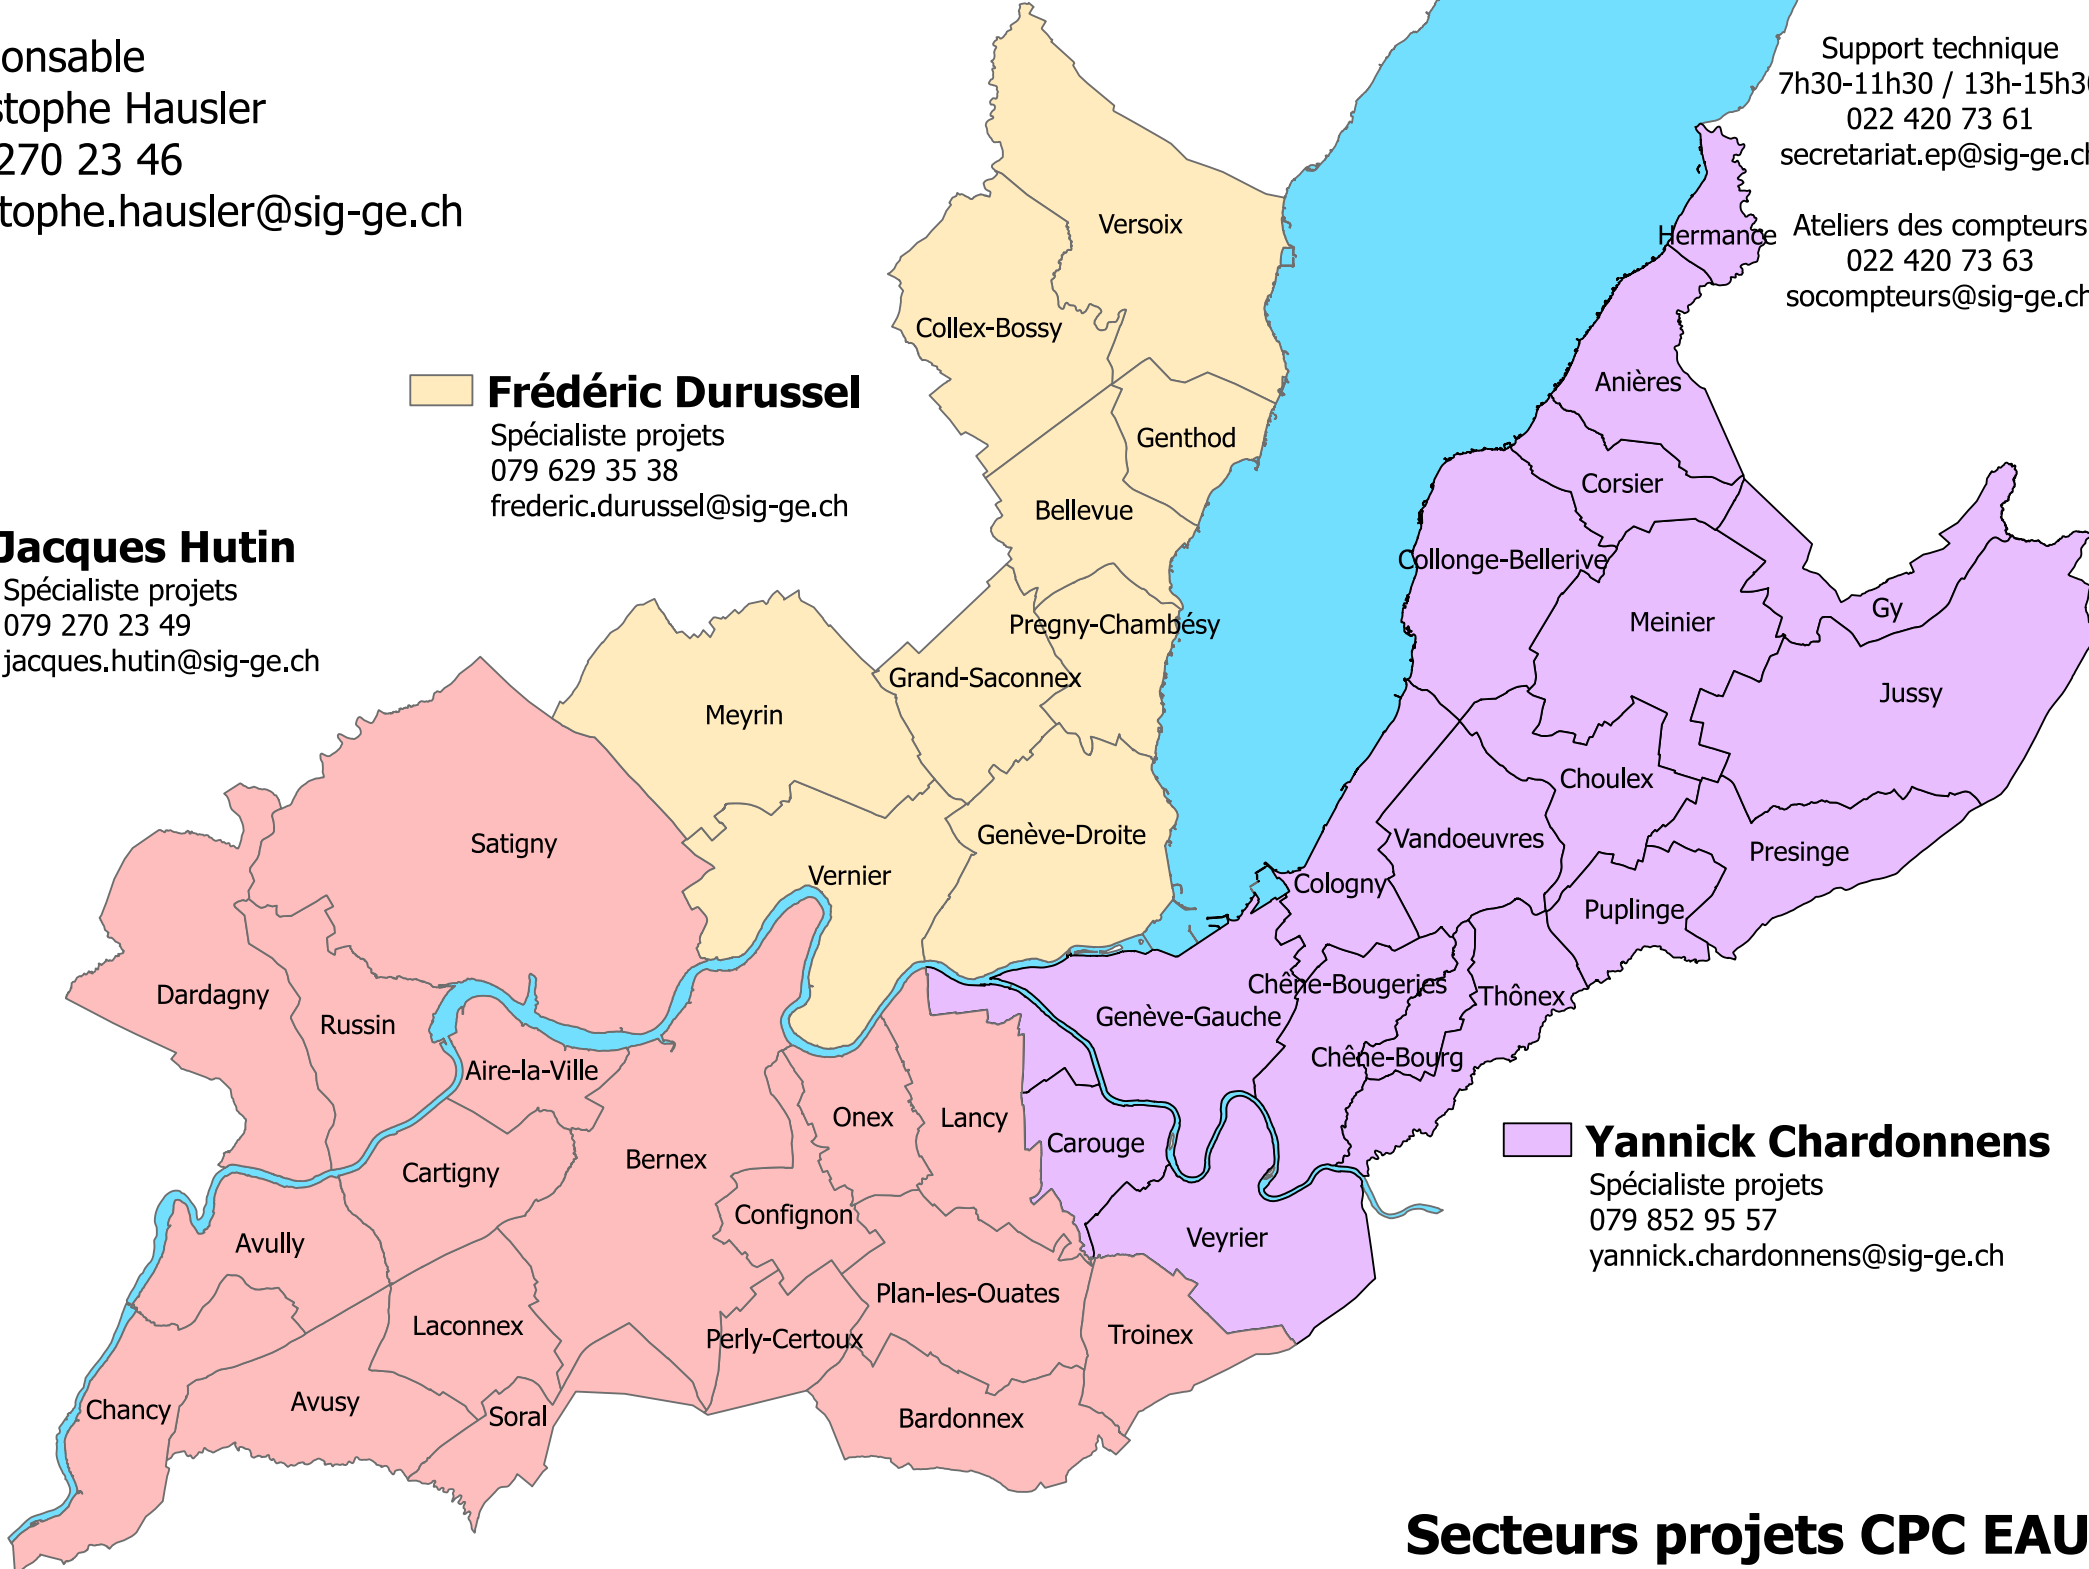 onsable
stophe Hausler
270 23 46
tophe.hausler@sig-ge.ch
Support technique
7h30-11h30 / 13h-15h30
022 420 73 61
secretariat.ep@sig-ge.ch
Ateliers des compteurs
022 420 73 63
socompteurs@sig-ge.ch
Frédéric Durussel
Spécialiste projets
079 629 35 38
frederic.durussel@sig-ge.ch
Jacques Hutin
Spécialiste projets
079 270 23 49
jacques.hutin@sig-ge.ch
Versoix
Hermance
Collex-Bossy
Anières
Genthod
Corsier
Bellevue
Collonge-Bellerive
Gy
Meinier
Pregny-Chambésy
Grand-Saconnex
Jussy
Meyrin
Choulex
Genève-Droite
Vandoeuvres
Satigny
Presinge
Vernier
Cologny
Puplinge
Chêne-Bougeries
Dardagny
Thônex
Genève-Gauche
Russin
Chêne-Bourg
Aire-la-Ville
Onex
Lancy
Carouge
Bernex
Cartigny
Confignon
Veyrier
Avully
Plan-les-Ouates
Laconnex
Troinex
Perly-Certoux
Avusy
Chancy
Soral
Bardonnex
Yannick Chardonnens
Spécialiste projets
079 852 95 57
yannick.chardonnens@sig-ge.ch
Secteurs projets CPC EAU